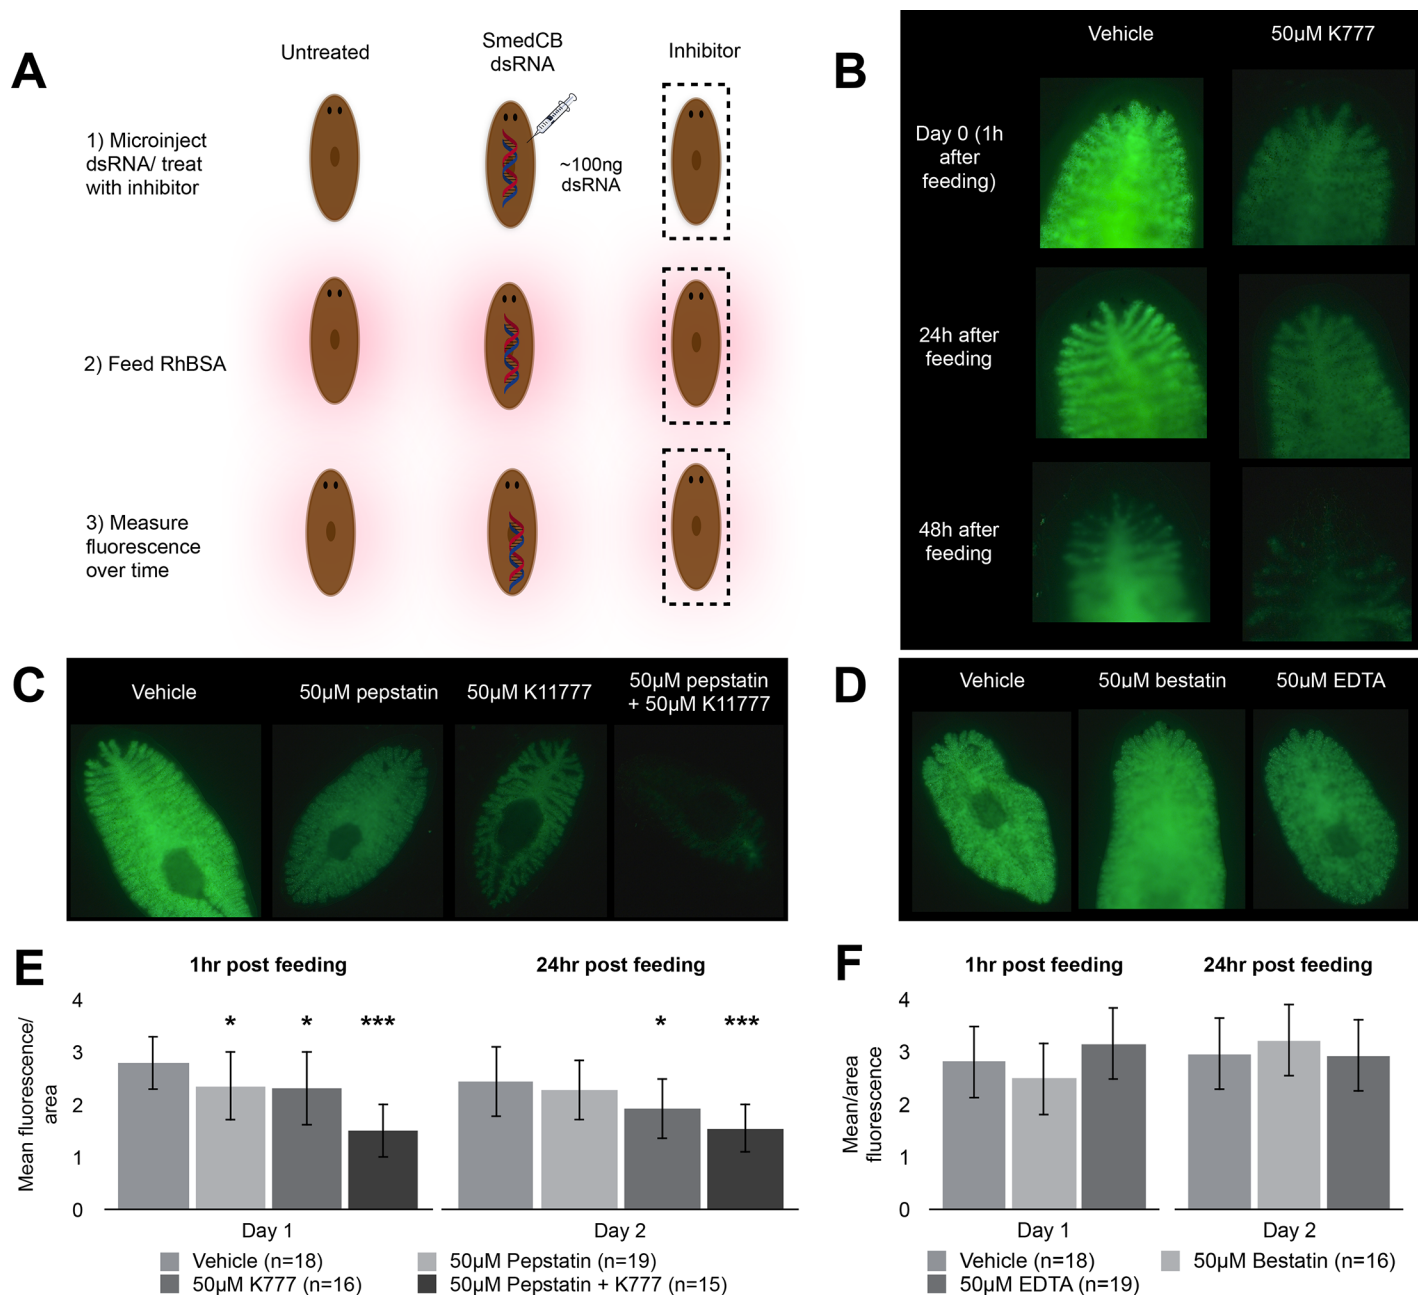 A
Untreated
SmedCB
dsRNA
Inhibitor
1) Microinject
dsRNA/ treat
with inhibitor
~100ng
dsRNA
2) Feed RhBSA
3) Measure
fluorescence
over time
B
Vehicle
50µM K777
Day 0 (1h
after
feeding)
24h after
feeding
48h after
feeding
C
Vehicle
50µM pepstatin
50µM K11777
50µM pepstatin
+ 50µM K11777
D
Vehicle
50µM bestatin
50µM EDTA
E
1hr post feeding
24hr post feeding
Mean fluorescence/
area
4
3
2
1
0
*
*
***
*
***
Day 1
Day 2
Vehicle (n=18)
50µM Pepstatin (n=19)
50µM K777 (n=16)
50µM Pepstatin + K777 (n=15)
F
1hr post feeding
24hr post feeding
Mean/area
fluorescence
4
3
2
1
0
Day 1
Day 2
Vehicle (n=18)
50µM Bestatin (n=16)
50µM EDTA (n=19)